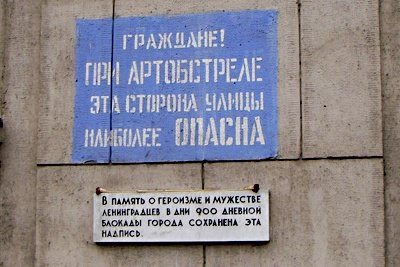 ГРАЖДАНЕ!
ПРИ АРТОБСТРЕЛЕ
ЭТА СТОРОНА УЛИЦЫ
НАИБОЛЕЕ ОПАСНА
В ПАМЯТЬ О ГЕРОИЗМЕ И МУЖЕСТВЕ
ЛЕНИНГРАДЦЕВ В ДНИ 900 ДНЕВНОЙ
БЛОКАДЫ ГОРОДА СОХРАНЕНА ЭТА
НАДПИСЬ.